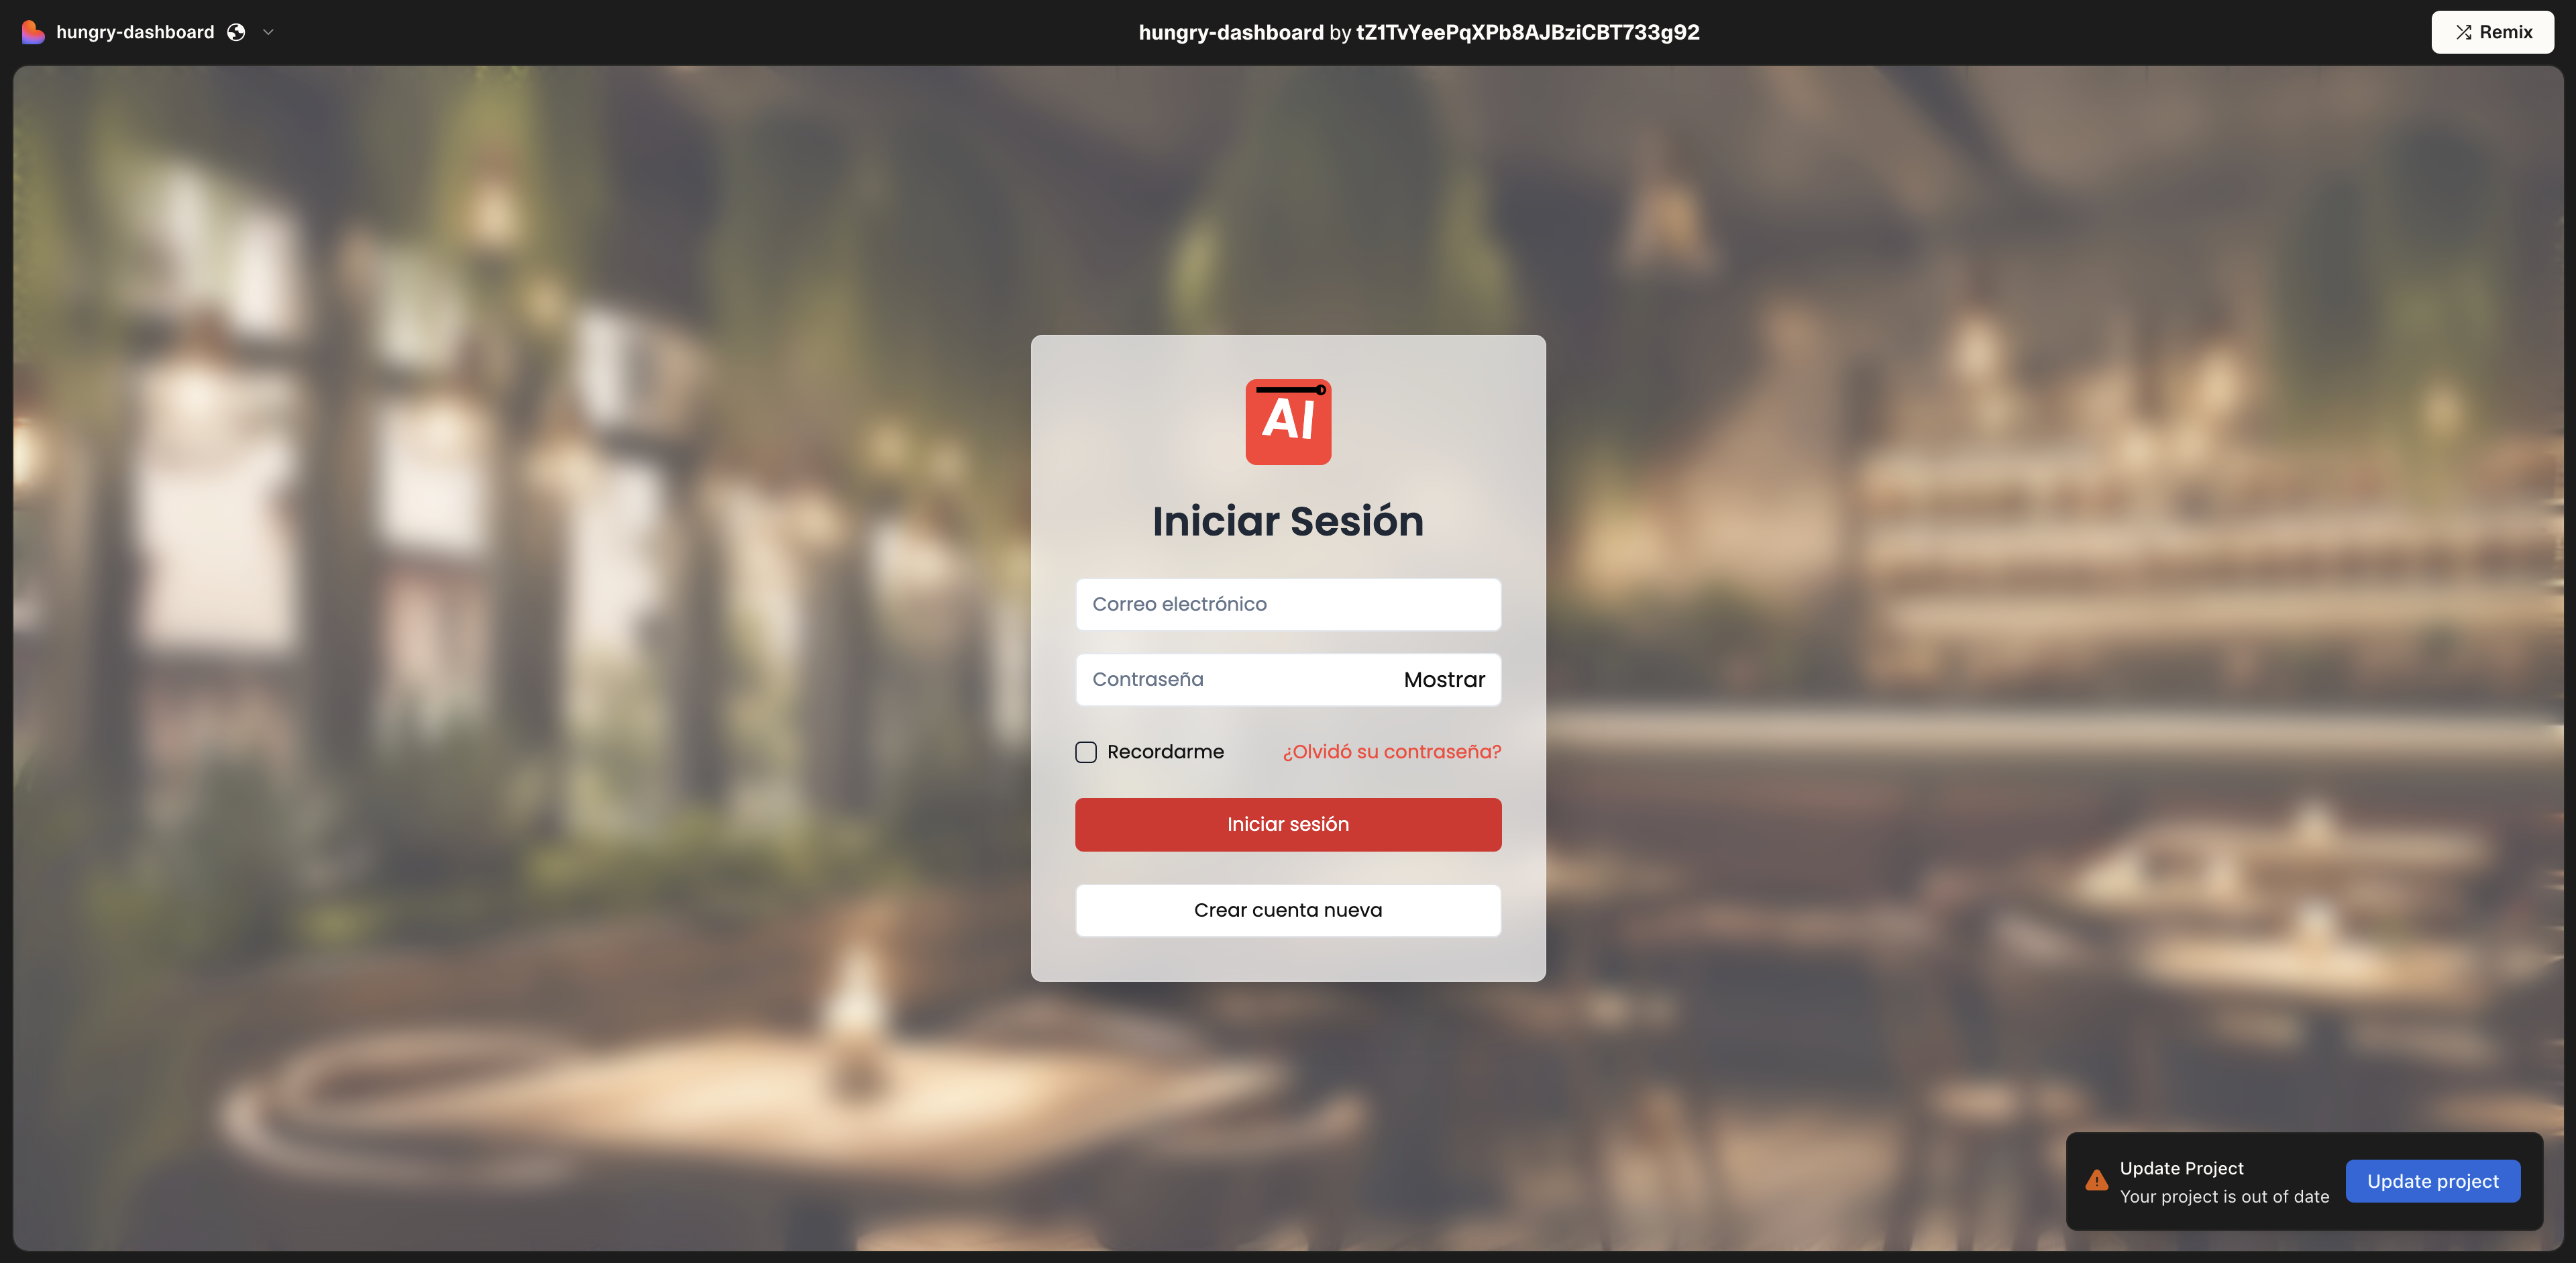 hungry-dashboard
hungry-dashboard by tZ1TvYeePqXPb8AJBziCBT733g92
Remix
AI
Iniciar Sesión
Correo electrónico
Contraseña Mostrar
Recordarme ¿Olvidó su contraseña?
Iniciar sesión
Crear cuenta nueva
Update Project
Your project is out of date
Update project